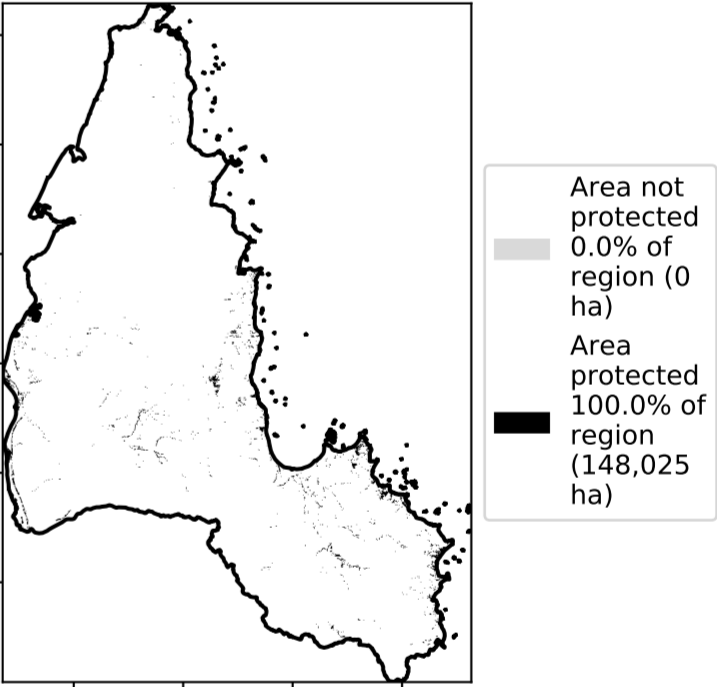 Area not
protected
0.0% of
region (0
ha)
Area
protected
100.0% of
region
(148,025
ha)